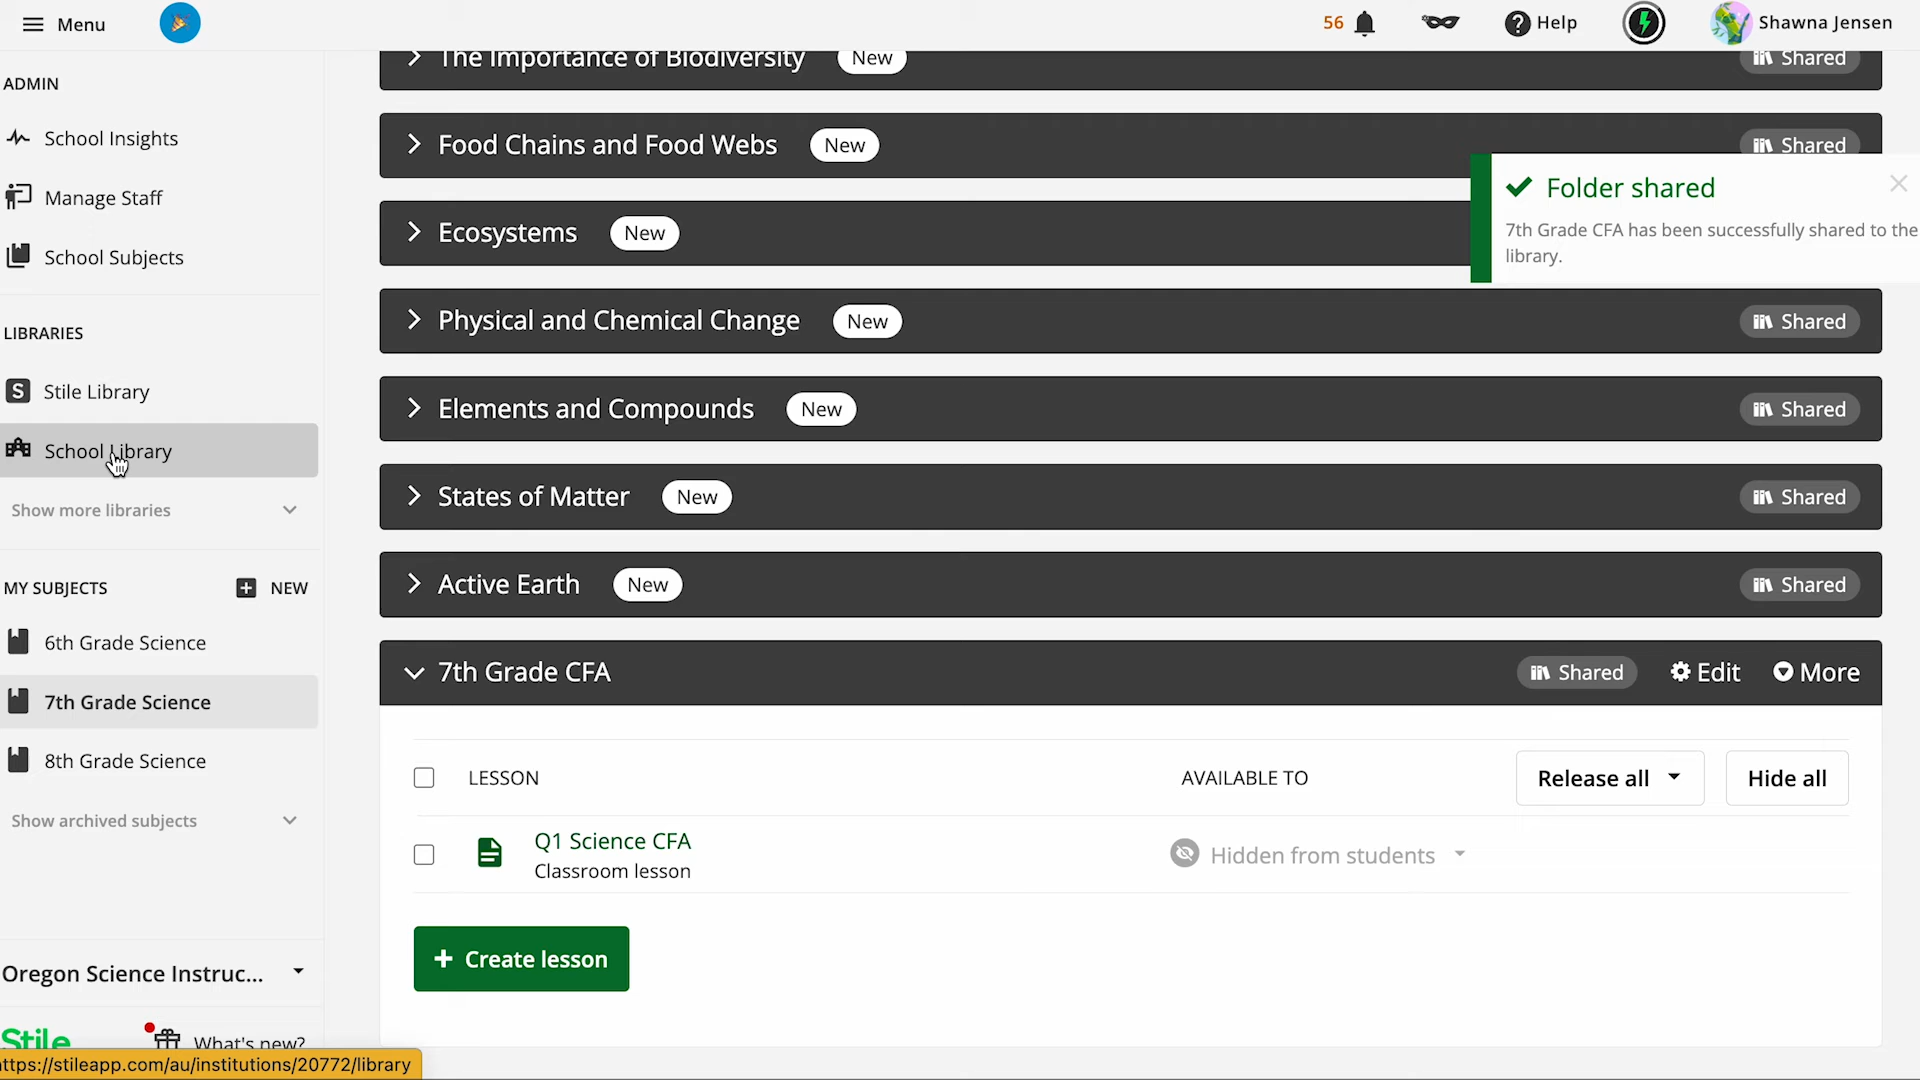 Menu
56
Help
Shawna Jensen
ADMIN
School Insights
Manage Staff
School Subjects
LIBRARIES
S Stile Library
School Library
Show more libraries
MY SUBJECTS
NEW
6th Grade Science
7th Grade Science
8th Grade Science
Show archived subjects
Oregon Science Instruc...
Stile
What's new?
https://stileapp.com/au/institutions/20772/library
The Importance of Biodiversity New Shared
Food Chains and Food Webs New Shared
Folder shared
7th Grade CFA has been successfully shared to the
library.
Ecosystems New
Physical and Chemical Change New Shared
Elements and Compounds New Shared
States of Matter New Shared
Active Earth New Shared
7th Grade CFA Shared Edit More
LESSON AVAILABLE TO Release all Hide all
Q1 Science CFA
Classroom lesson
Hidden from students
+ Create lesson